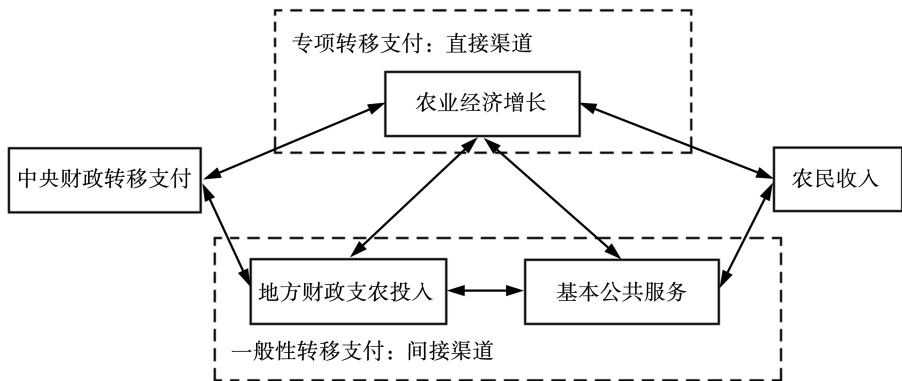 专项转移支付：直接渠道
农业经济增长
中央财政转移支付
农民收入
地方财政支农投入
基本公共服务
一般性转移支付：间接渠道